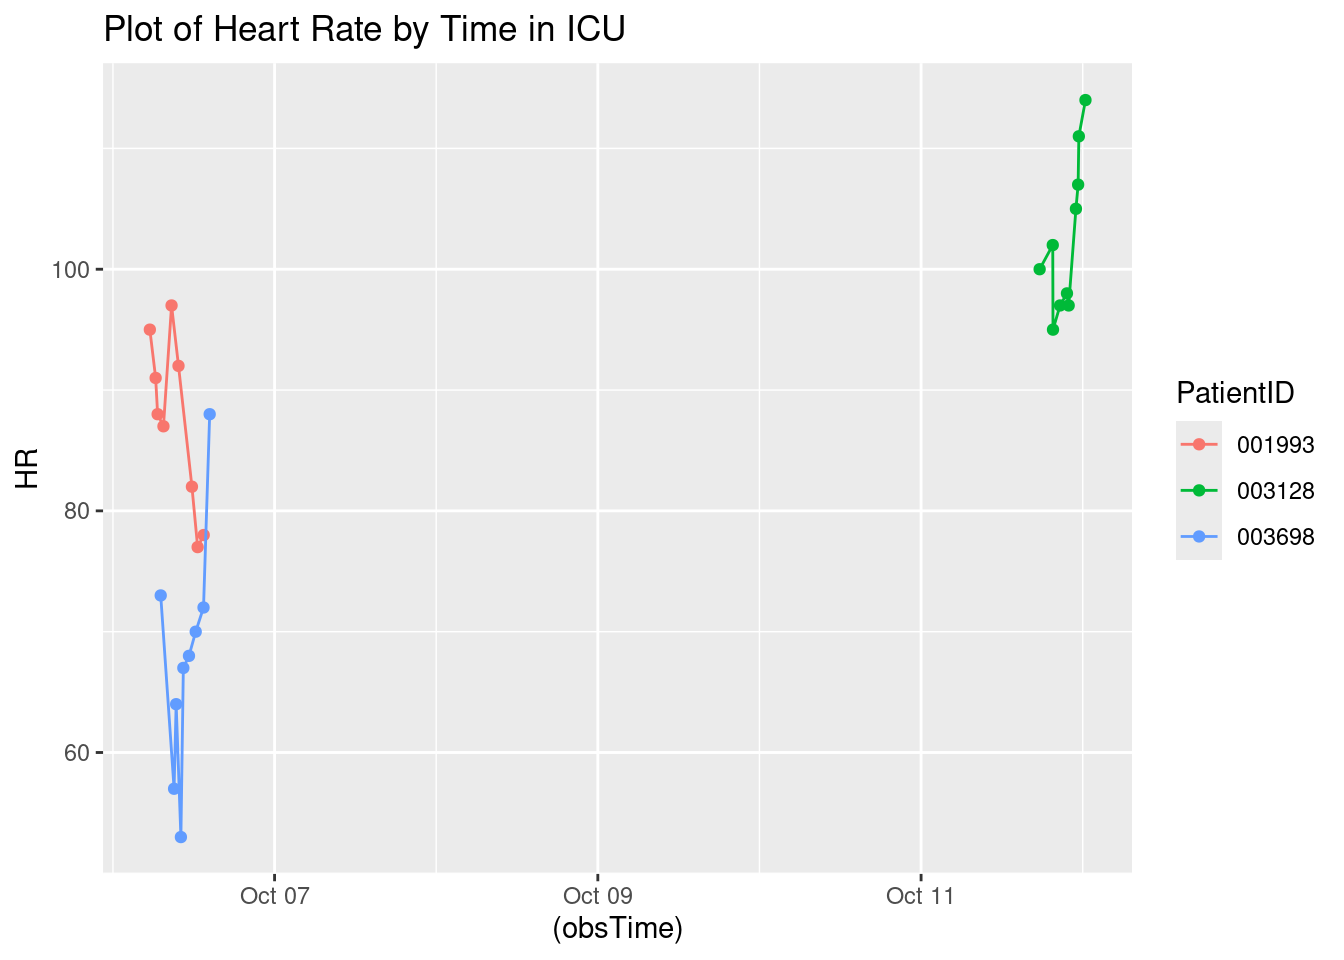 Plot of Heart Rate by Time in ICU
HR
100
80
60
Oct 07
Oct 09
Oct 11
(obsTime)
PatientID
001993
003128
003698